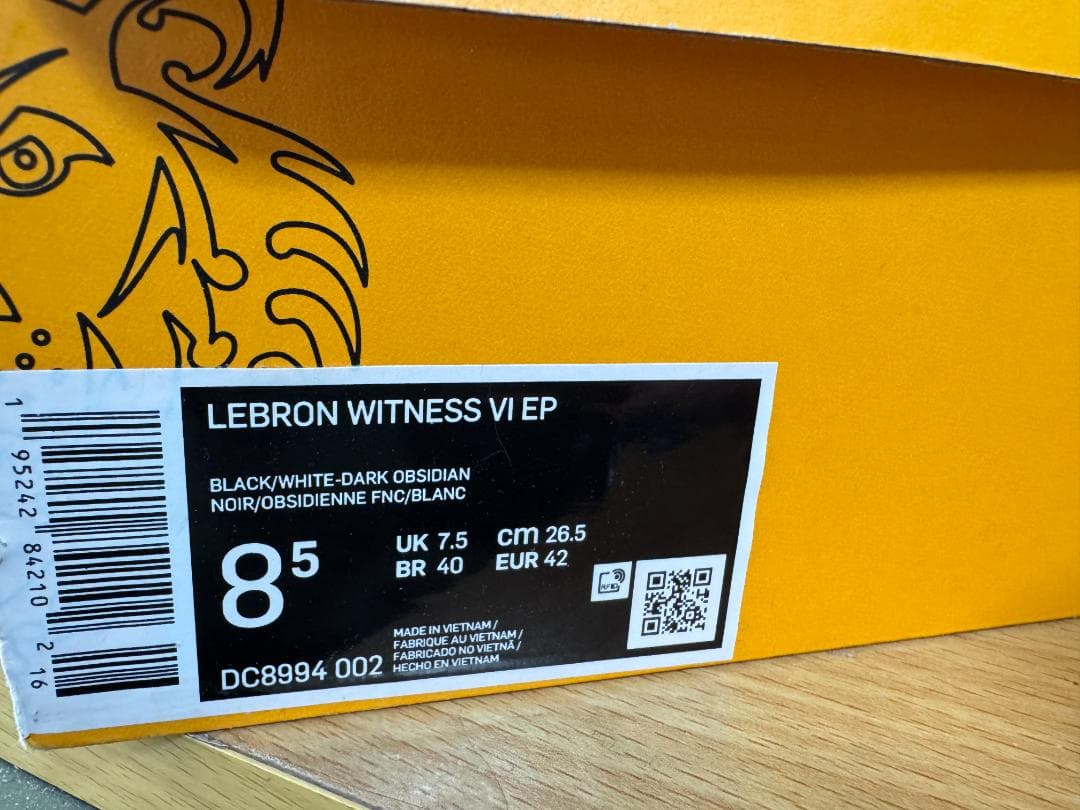 LEBRON WITNESS VI EP
BLACK/WHITE-DARK OBSIDIAN
NOIR/OBSIDIENNE FNC/BLANC
8⁵
UK 7.5 cm 26.5
BR 40 EUR 42
RFID
MADE IN VIETNAM /
FABRIQUE AU VIETNAM /
FABRICADO NO VIETNÃ /
HECHO EN VIETNAM
DC8994 002
1 95242 84210 2 16